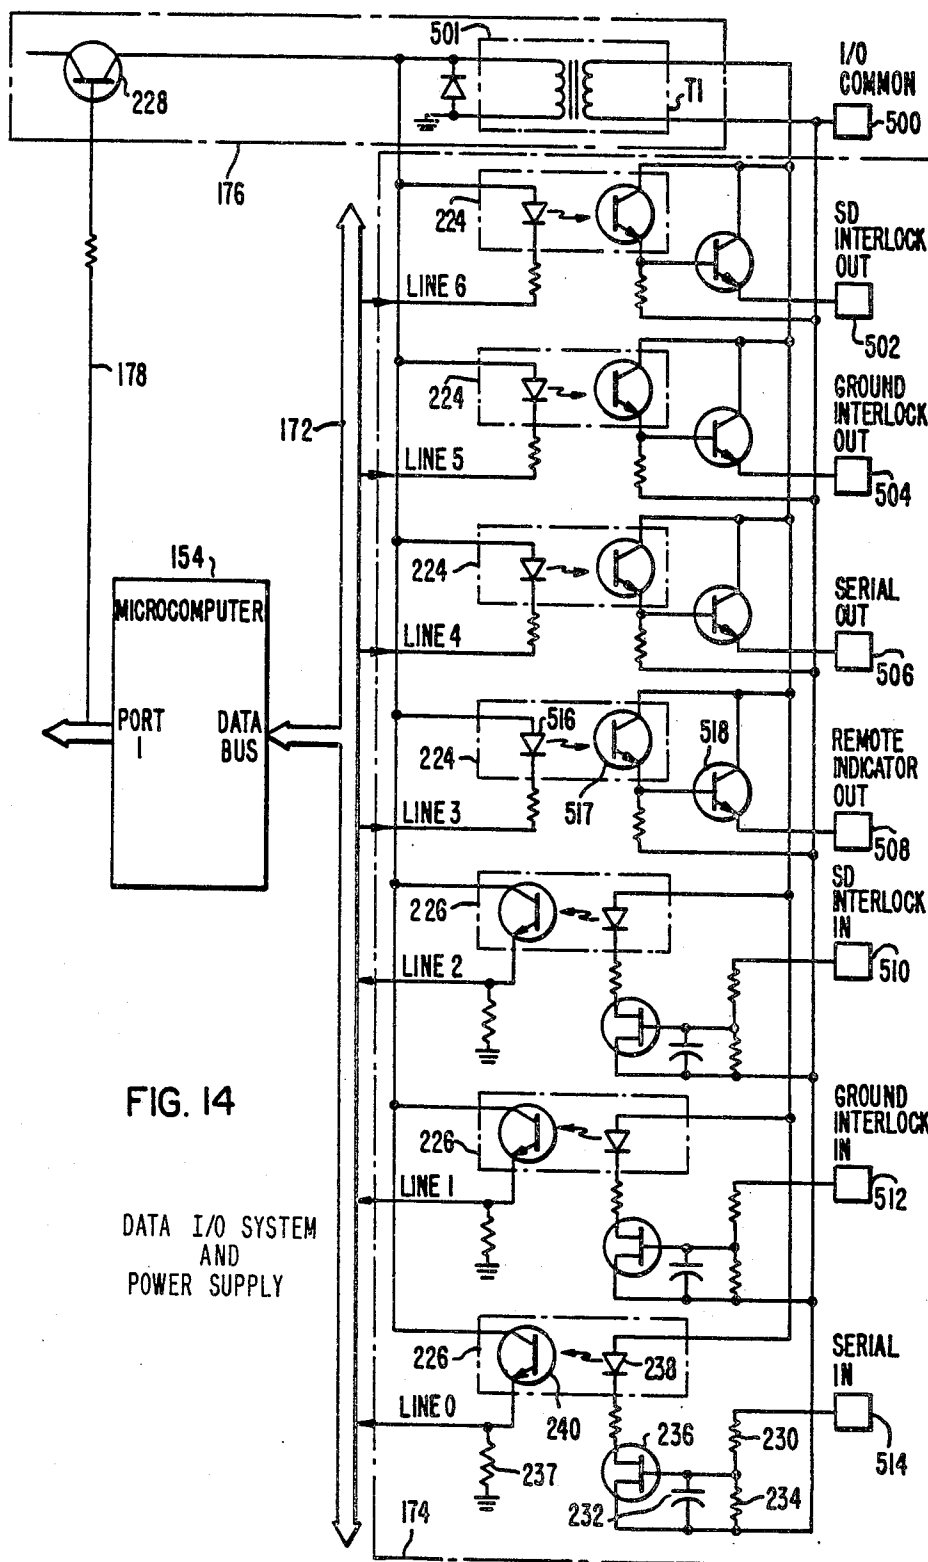 501
I/O
COMMON
228
T1
500
176
224
SD
INTERLOCK
OUT
LINE 6
502
178
224
GROUND
INTERLOCK
OUT
172
LINE 5
504
154
224
SERIAL
OUT
MICROCOMPUTER
LINE 4
506
PORT
1
DATA
BUS
516
518
REMOTE
INDICATOR
OUT
224
517
LINE 3
508
226
SD
INTERLOCK
IN
LINE 2
510
FIG. 14
226
GROUND
INTERLOCK
IN
LINE 1
512
DATA I/O SYSTEM
AND
POWER SUPPLY
226
238
SERIAL
IN
LINE 0
240
236
230
514
237
232
234
174